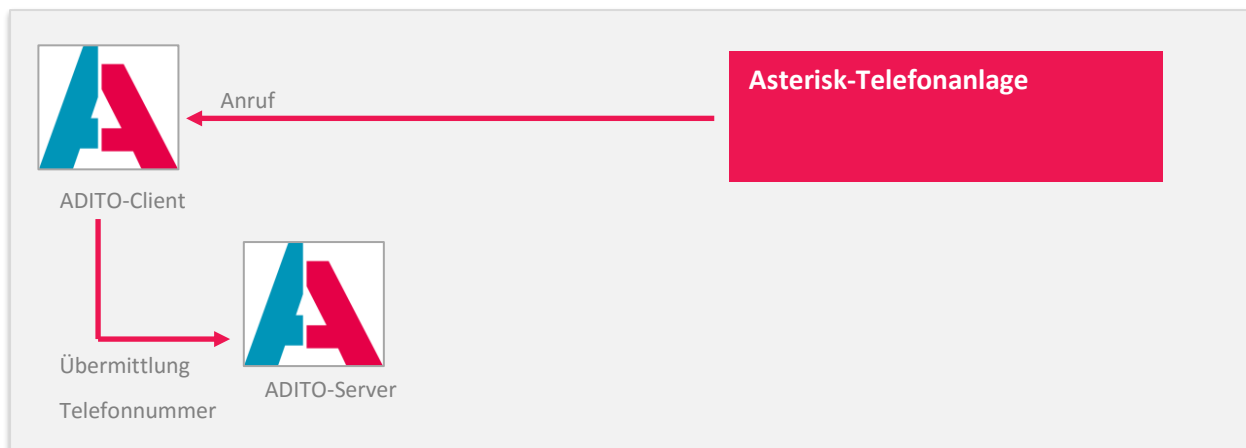 Asterisk-Telefonanlage
Anruf
ADITO-Client
Übermittlung
Telefonnummer
ADITO-Server